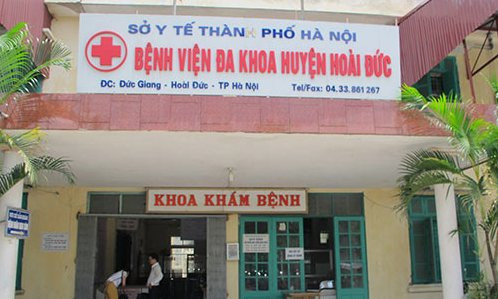 SỞ Y TẾ THÀNH PHỐ HÀ NỘI
BỆNH VIỆN ĐA KHOA HUYỆN HOÀI ĐỨC
ĐC: Đức Giang - Hoài Đức - TP Hà Nội Tel/Fax: 04.33.861 267
KHOA KHÁM BỆNH